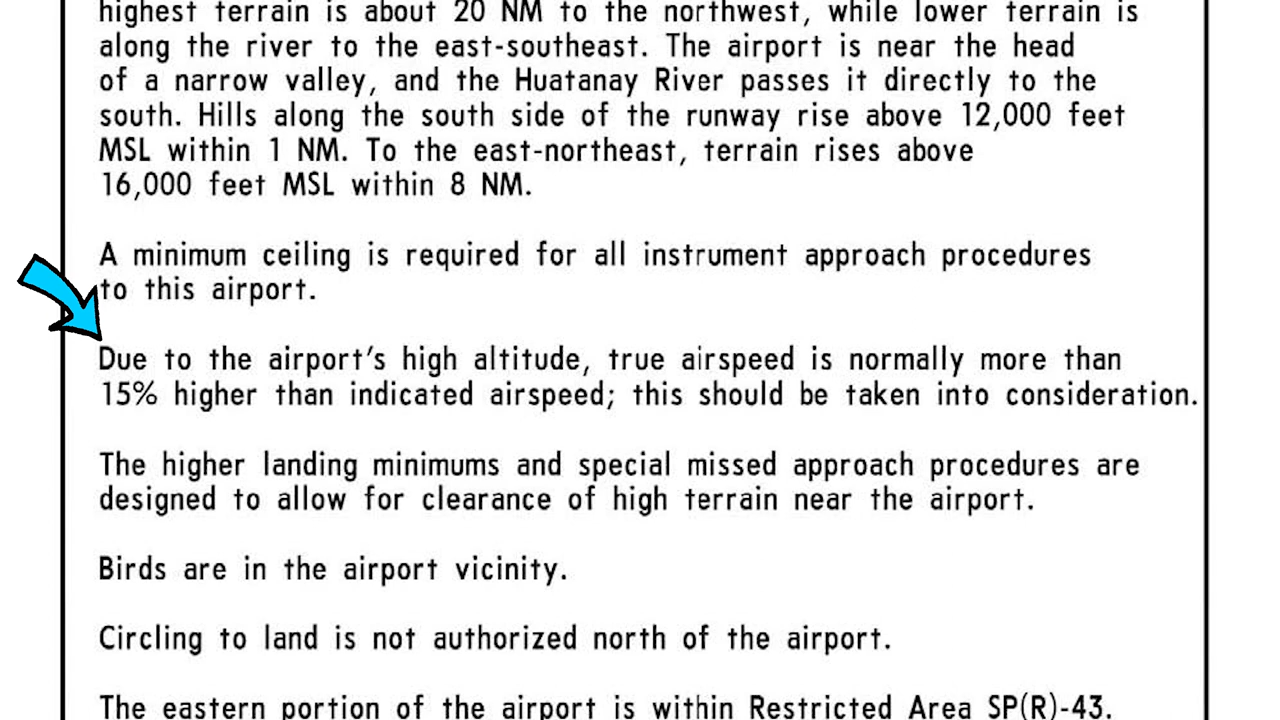 highest terrain is about 20 NM to the northwest, while lower terrain is
along the river to the east-southeast. The airport is near the head
of a narrow valley, and the Huatanay River passes it directly to the
south. Hills along the south side of the runway rise above 12,000 feet
MSL within 1 NM. To the east-northeast, terrain rises above
16,000 feet MSL within 8 NM.
A minimum ceiling is required for all instrument approach procedures
to this airport.
Due to the airport's high altitude, true airspeed is normally more than
15% higher than indicated airspeed; this should be taken into consideration.
The higher landing minimums and special missed approach procedures are
designed to allow for clearance of high terrain near the airport.
Birds are in the airport vicinity.
Circling to land is not authorized north of the airport.
The eastern portion of the airport is within Restricted Area SP(R)-43.